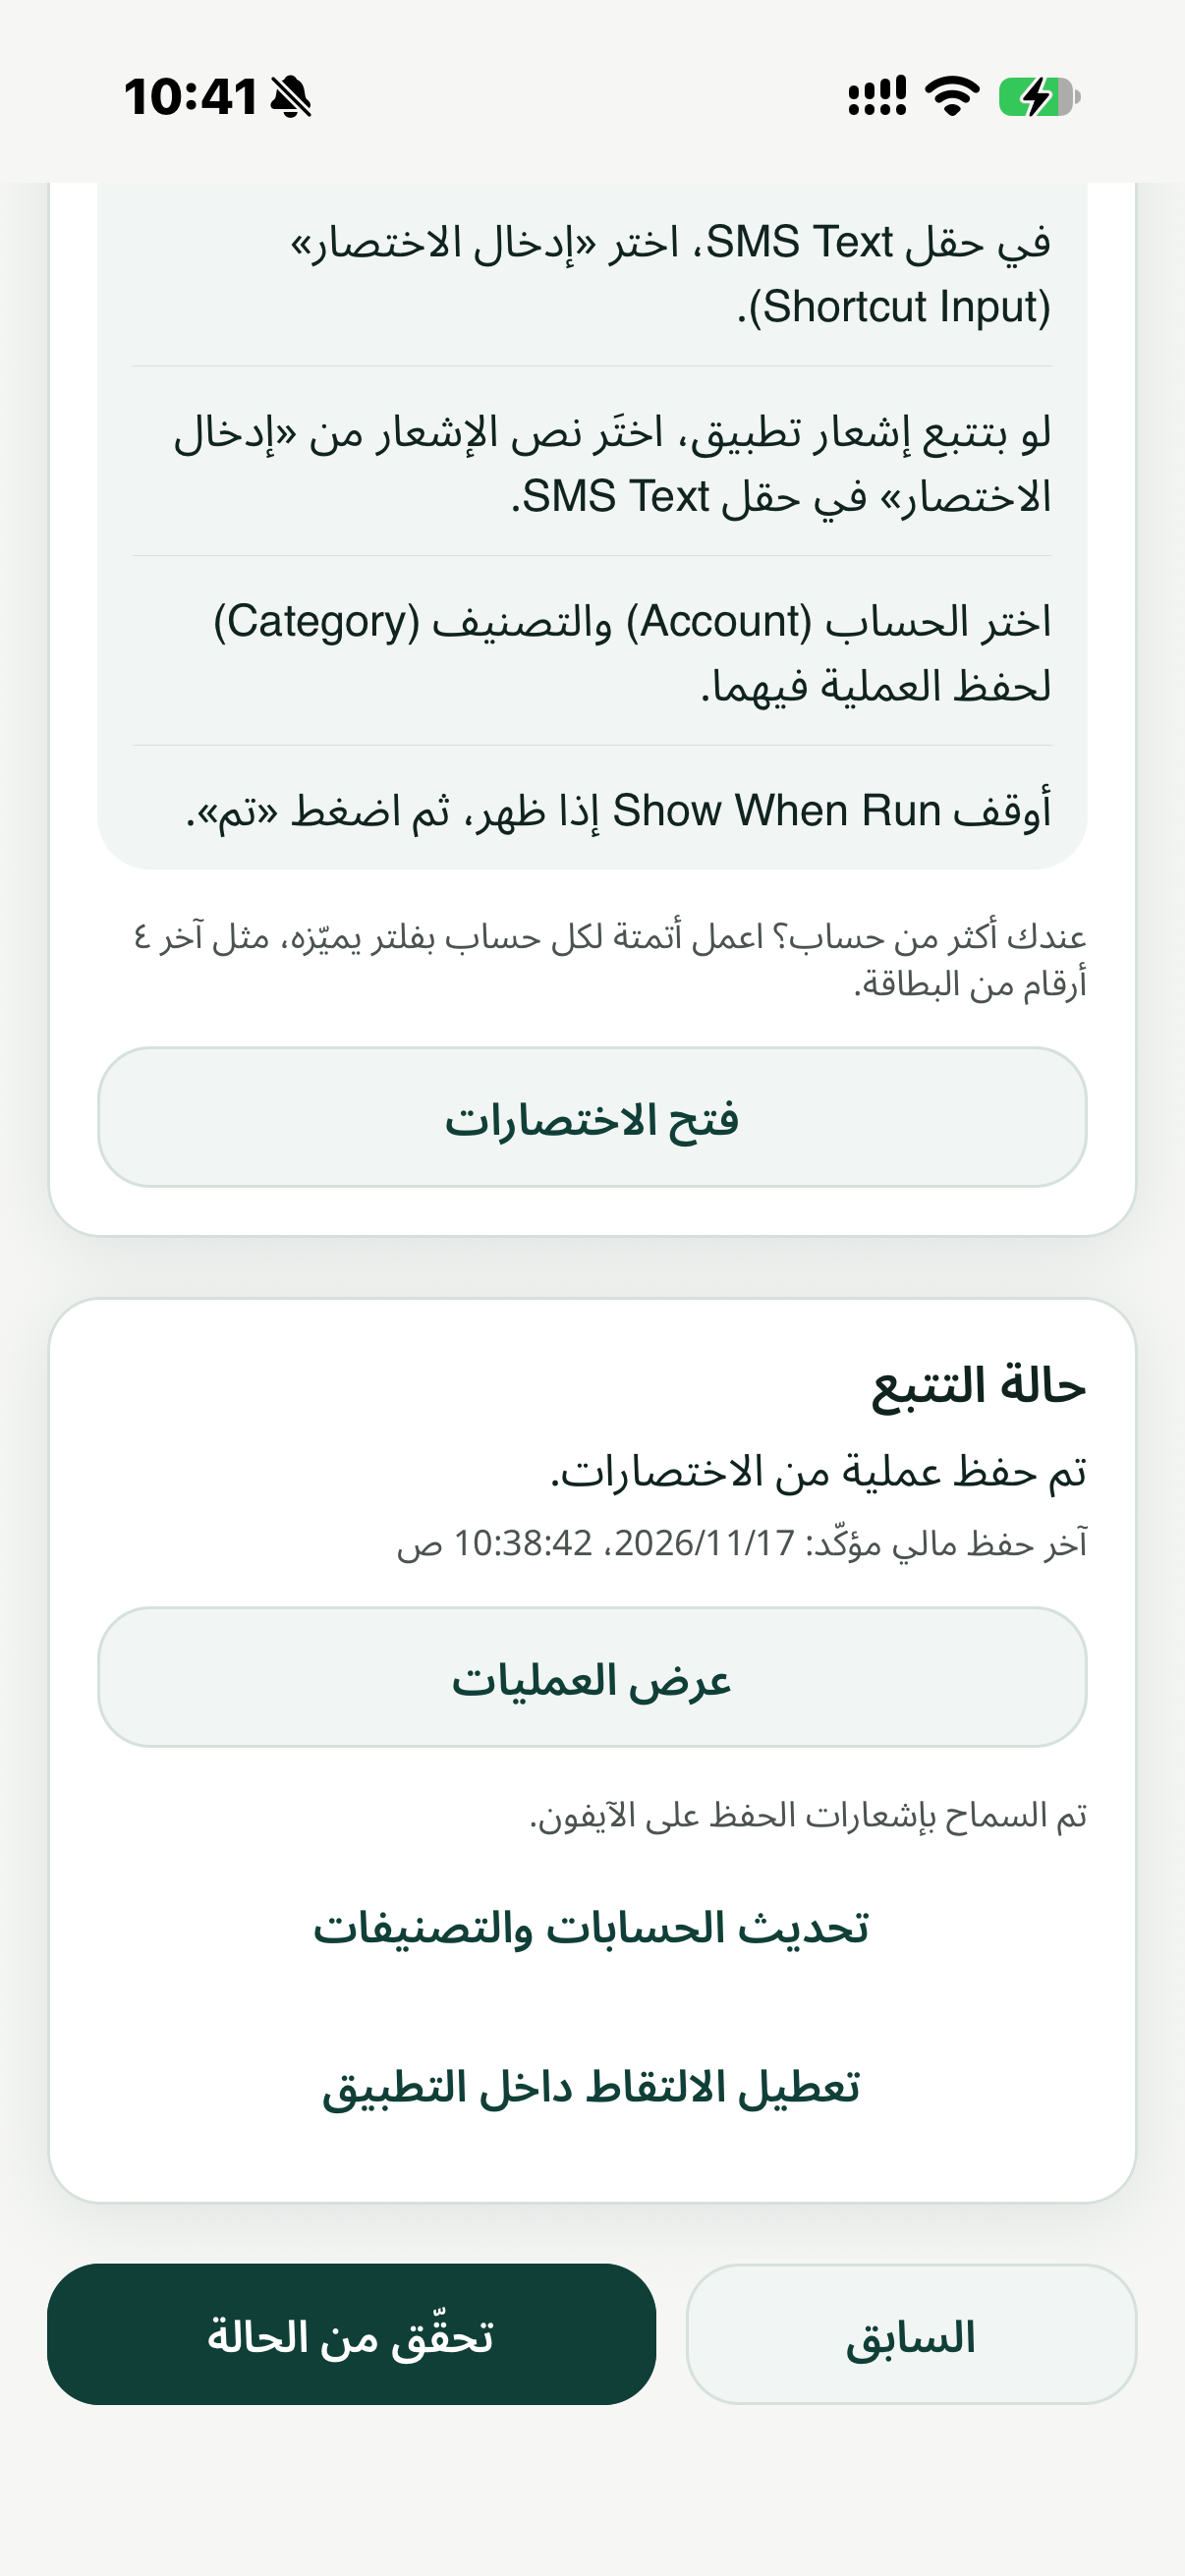 10:41
في حقل SMS Text، اختر «إدخال الاختصار»
(Shortcut Input).
لو بتتبع إشعار تطبيق، اختَر نص الإشعار من «إدخال
الاختصار» في حقل SMS Text.
اختر الحساب (Account) والتصنيف (Category)
لحفظ العملية فيهما.
أوقف Show When Run إذا ظهر، ثم اضغط «تم».
عندك أكثر من حساب؟ اعمل أتمتة لكل حساب بفلتر يميّزه، مثل آخر ٤
أرقام من البطاقة.
فتح الاختصارات
حالة التتبع
تم حفظ عملية من الاختصارات.
آخر حفظ مالي مؤكّد: 2026/11/17، 10:38:42 ص
عرض العمليات
تم السماح بإشعارات الحفظ على الآيفون.
تحديث الحسابات والتصنيفات
تعطيل الالتقاط داخل التطبيق
السابق
تحقّق من الحالة